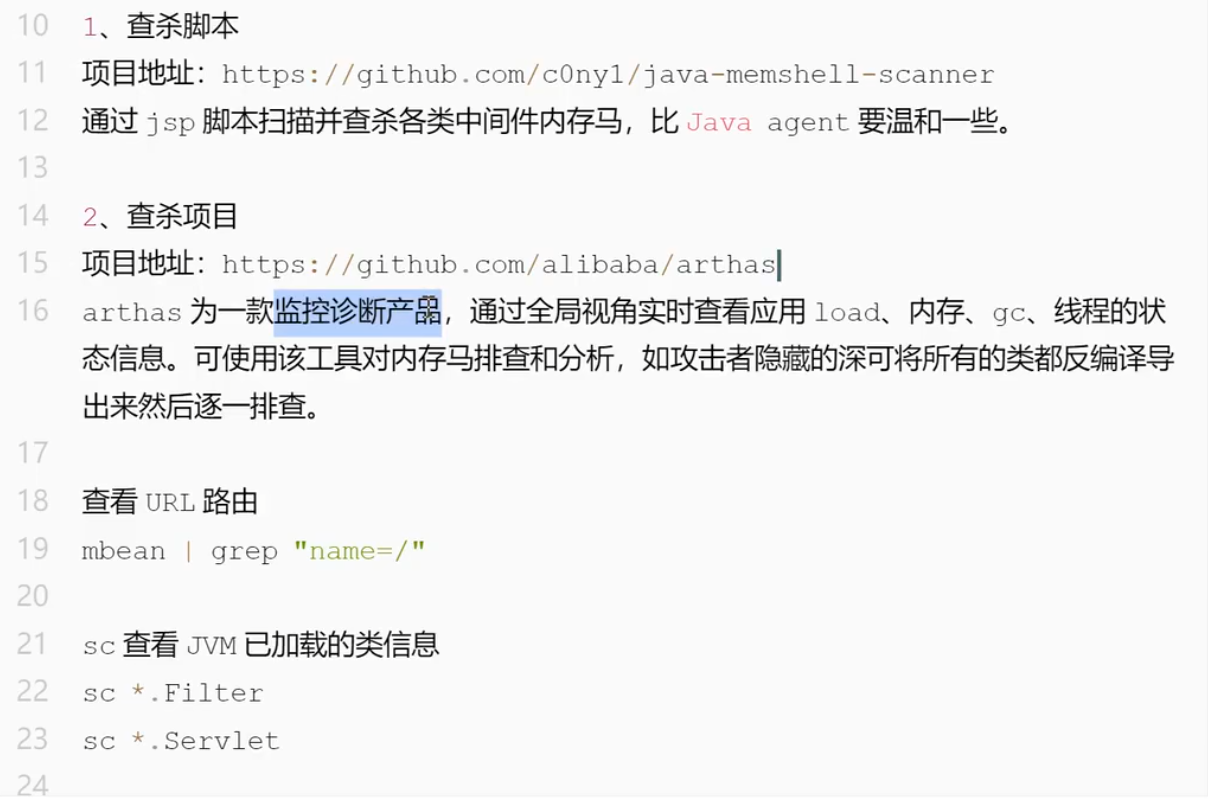 10 1、查杀脚本
11 项目地址：https://github.com/c0ny1/java-memshell-scanner
12 通过 jsp 脚本扫描并查杀各类中间件内存马，比 Java agent 要温和一些。
13
14 2、查杀项目
15 项目地址：https://github.com/alibaba/arthas
16 arthas 为一款监控诊断产品，通过全局视角实时查看应用 load、内存、gc、线程的状
态信息。可使用该工具对内存马排查和分析，如攻击者隐藏的深可将所有的类都反编译导
出来然后逐一排查。
17
18 查看 URL 路由
19 mbean | grep "name=/"
20
21 sc 查看 JVM 已加载的类信息
22 sc *.Filter
23 sc *.Servlet
24